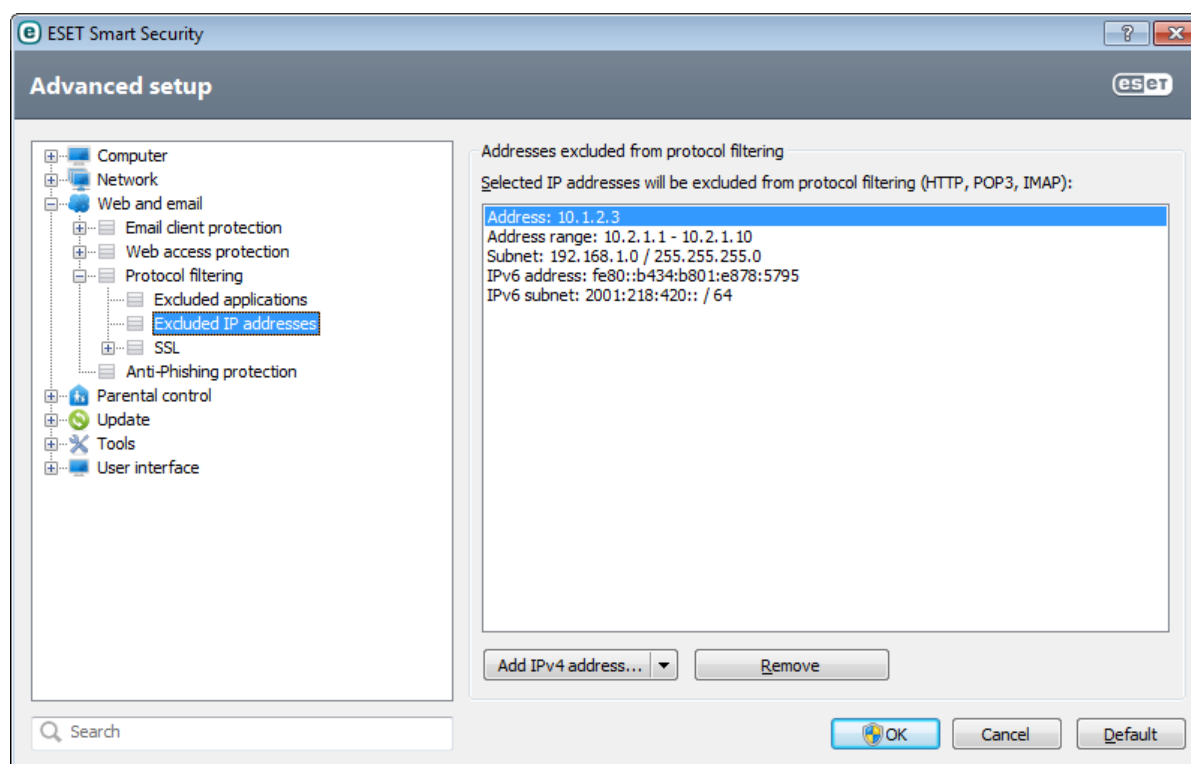 ESET Smart Security
Advanced setup
eset
Computer
Network
Web and email
Email client protection
Web access protection
Protocol filtering
Excluded applications
Excluded IP addresses
SSL
Anti-Phishing protection
Parental control
Update
Tools
User interface
Search
Addresses excluded from protocol filtering
Selected IP addresses will be excluded from protocol filtering (HTTP, POP3, IMAP):
Address: 10.1.2.3
Address range: 10.2.1.1 - 10.2.1.10
Subnet: 192.168.1.0 / 255.255.255.0
IPv6 address: fe80::b434:b801:e878:5795
IPv6 subnet: 2001:218:420:: / 64
Add IPv4 address... Remove
OK Cancel Default